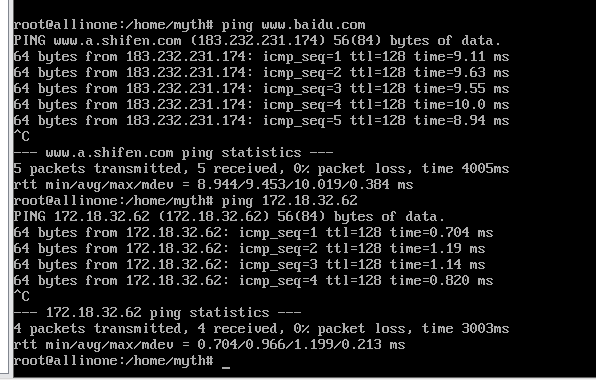 root@allinone:/home/myth# ping www.baidu.com
PING www.a.shifen.com (183.232.231.174) 56(84) bytes of data.
64 bytes from 183.232.231.174: icmp_seq=1 ttl=128 time=9.11 ms
64 bytes from 183.232.231.174: icmp_seq=2 ttl=128 time=9.63 ms
64 bytes from 183.232.231.174: icmp_seq=3 ttl=128 time=9.55 ms
64 bytes from 183.232.231.174: icmp_seq=4 ttl=128 time=10.0 ms
64 bytes from 183.232.231.174: icmp_seq=5 ttl=128 time=8.94 ms
^C
--- www.a.shifen.com ping statistics ---
5 packets transmitted, 5 received, 0% packet loss, time 4005ms
rtt min/avg/max/mdev = 8.944/9.453/10.019/0.384 ms
root@allinone:/home/myth# ping 172.18.32.62
PING 172.18.32.62 (172.18.32.62) 56(84) bytes of data.
64 bytes from 172.18.32.62: icmp_seq=1 ttl=128 time=0.704 ms
64 bytes from 172.18.32.62: icmp_seq=2 ttl=128 time=1.19 ms
64 bytes from 172.18.32.62: icmp_seq=3 ttl=128 time=1.14 ms
64 bytes from 172.18.32.62: icmp_seq=4 ttl=128 time=0.820 ms
^C
--- 172.18.32.62 ping statistics ---
4 packets transmitted, 4 received, 0% packet loss, time 3003ms
rtt min/avg/max/mdev = 0.704/0.966/1.199/0.213 ms
root@allinone:/home/myth# _